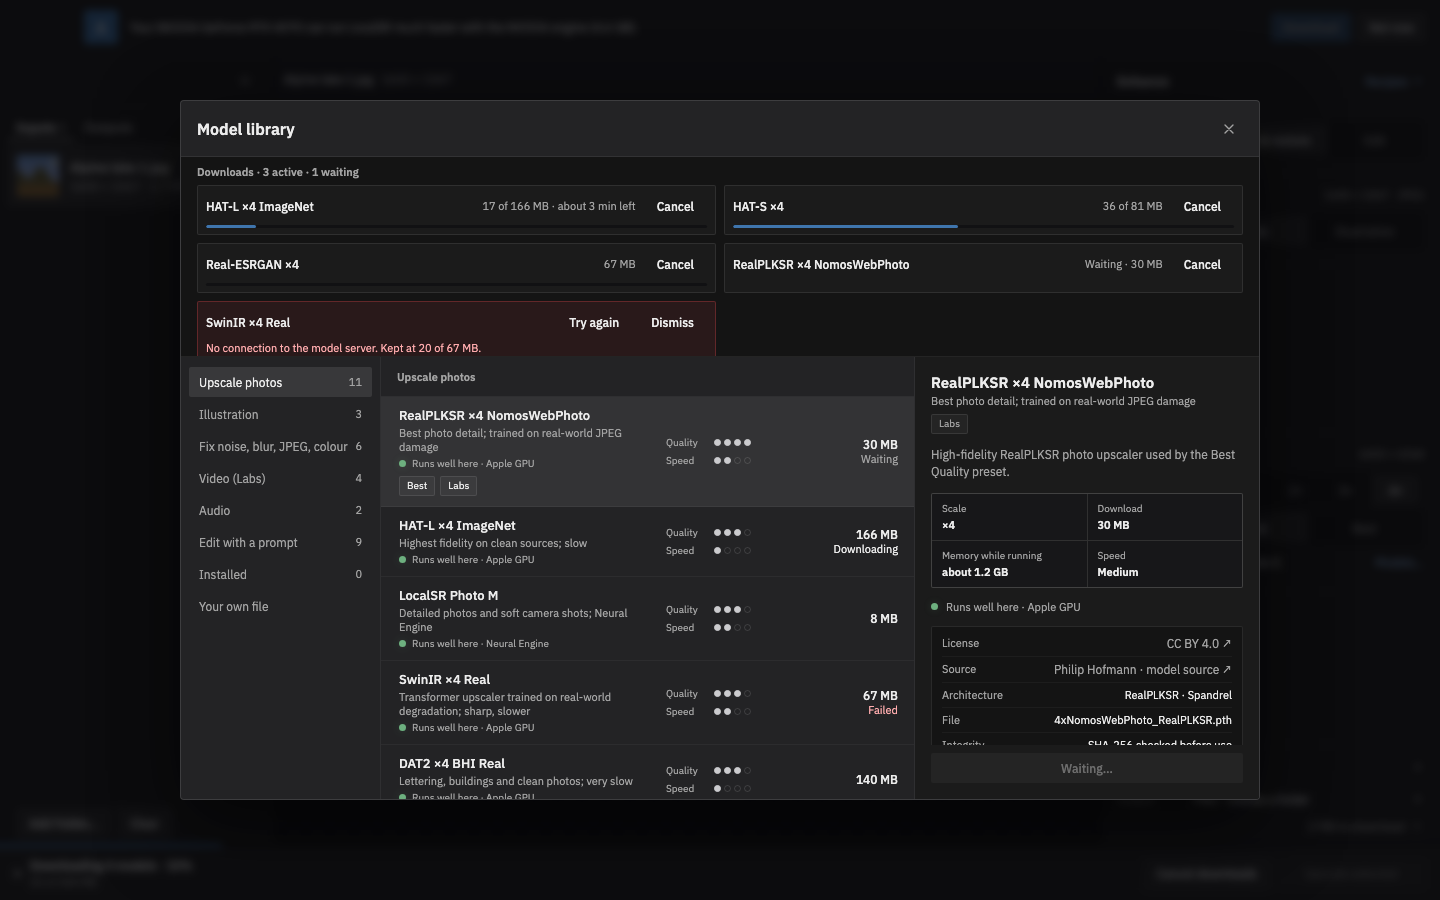 Model library
Downloads · 3 active · 1 waiting
HAT-L ×4 ImageNet 17 of 166 MB · about 3 min left Cancel
HAT-S ×4 36 of 81 MB Cancel
Real-ESRGAN ×4 67 MB Cancel
RealPLKSR ×4 NomosWebPhoto Waiting · 30 MB Cancel
SwinIR ×4 Real Try again Dismiss
No connection to the model server. Kept at 20 of 67 MB.
Upscale photos 11
Illustration 3
Fix noise, blur, JPEG, colour 6
Video (Labs) 4
Audio 2
Edit with a prompt 9
Installed 0
Your own file
Upscale photos
RealPLKSR ×4 NomosWebPhoto
Best photo detail; trained on real-world JPEG
damage
Runs well here · Apple GPU
Best Labs
Quality
Speed
30 MB
Waiting
HAT-L ×4 ImageNet
Highest fidelity on clean sources; slow
Runs well here · Apple GPU
Quality
Speed
166 MB
Downloading
LocalSR Photo M
Detailed photos and soft camera shots; Neural
Engine
Runs well here · Neural Engine
Quality
Speed
8 MB
SwinIR ×4 Real
Transformer upscaler trained on real-world
degradation; sharp, slower
Runs well here · Apple GPU
Quality
Speed
67 MB
Failed
DAT2 ×4 BHI Real
Lettering, buildings and clean photos; very slow
Runs well here · Apple GPU
Quality
Speed
140 MB
RealPLKSR ×4 NomosWebPhoto
Best photo detail; trained on real-world JPEG damage
Labs
High-fidelity RealPLKSR photo upscaler used by the Best
Quality preset.
Scale
×4
Download
30 MB
Memory while running
about 1.2 GB
Speed
Medium
Runs well here · Apple GPU
License CC BY 4.0 ↗
Source Philip Hofmann · model source ↗
Architecture RealPLKSR · Spandrel
File 4xNomosWebPhoto_RealPLKSR.pth
Integrity SHA-256 checked before use
Waiting...